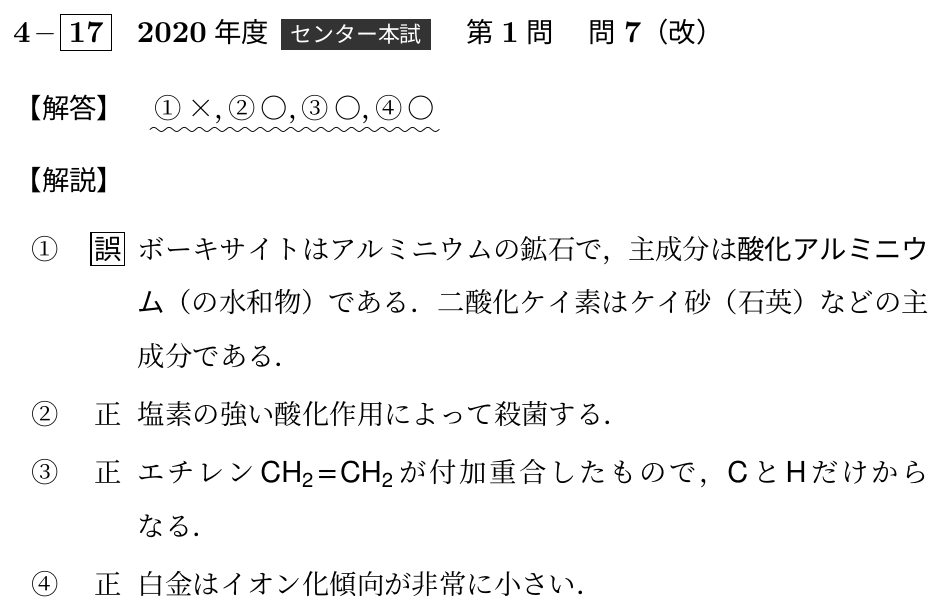 4−17 2020 年度 センター本試 第 1 問 問 7（改）
【解答】 ① ×, ② ○, ③ ○, ④ ○
【解説】
① 誤 ボーキサイトはアルミニウムの鉱石で，主成分は酸化アルミニウ
ム（の水和物）である．二酸化ケイ素はケイ砂（石英）などの主
成分である．
② 正 塩素の強い酸化作用によって殺菌する．
③ 正 エチレン CH₂=CH₂ が付加重合したもので，C と H だけから
なる．
④ 正 白金はイオン化傾向が非常に小さい．